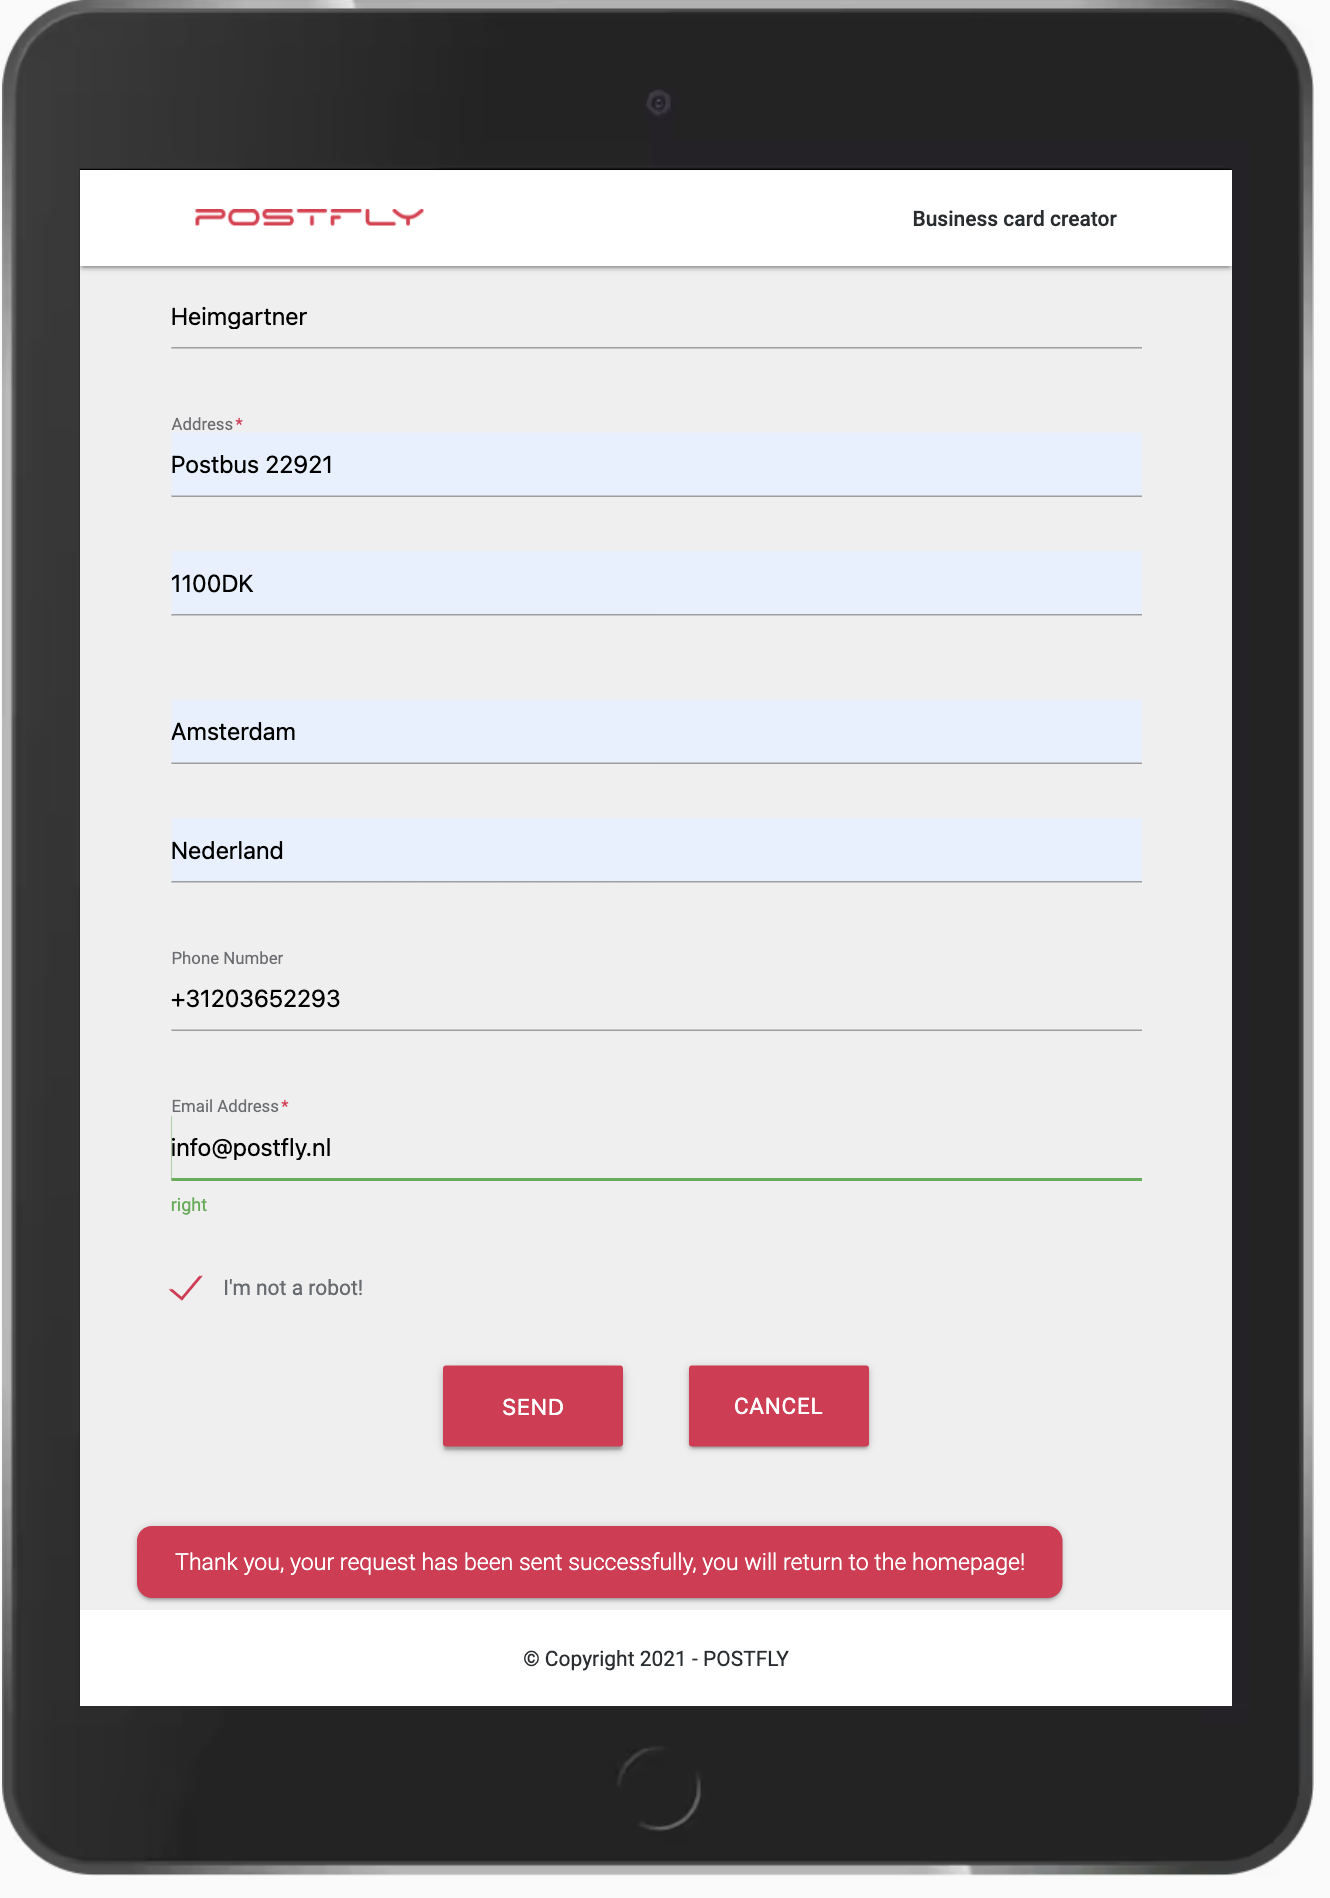 POSTFLY
Business card creator
Heimgartner
Address*
Postbus 22921
1100DK
Amsterdam
Nederland
Phone Number
+31203652293
Email Address*
info@postfly.nl
right
I'm not a robot!
SEND
CANCEL
Thank you, your request has been sent successfully, you will return to the homepage!
© Copyright 2021 - POSTFLY